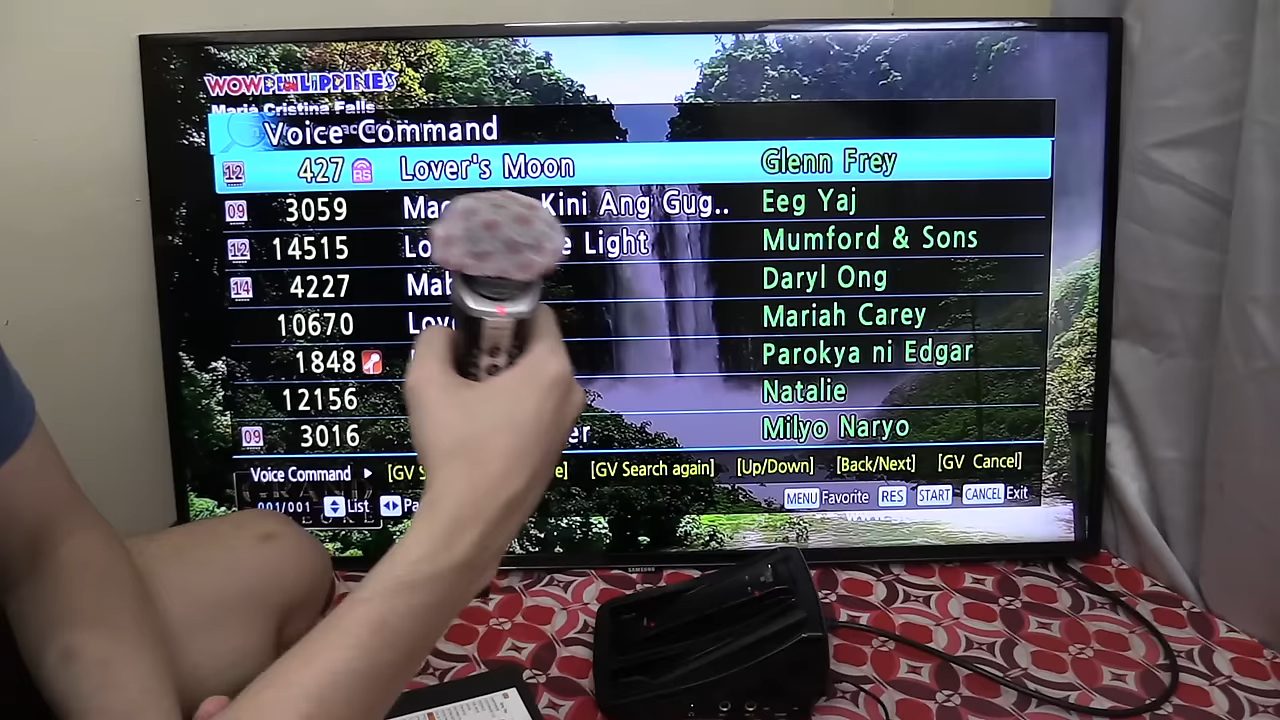 WOWPHILIPPINES
Maria Cristina Falls
Voice Command
12 427 RS Lover's Moon Glenn Frey
09 3059 Kini Ang Gug.. Eeg Yaj
12 14515 Light Mumford & Sons
14 4227 Daryl Ong
10670 Mariah Carey
1848 Parokya ni Edgar
12156 Natalie
09 3016 Milyo Naryo
Voice Command [GV [GV Search again] [Up/Down] [Back/Next] [GV Cancel]
001/001 List MENU Favorite RES START CANCEL Exit
SAMSUNG